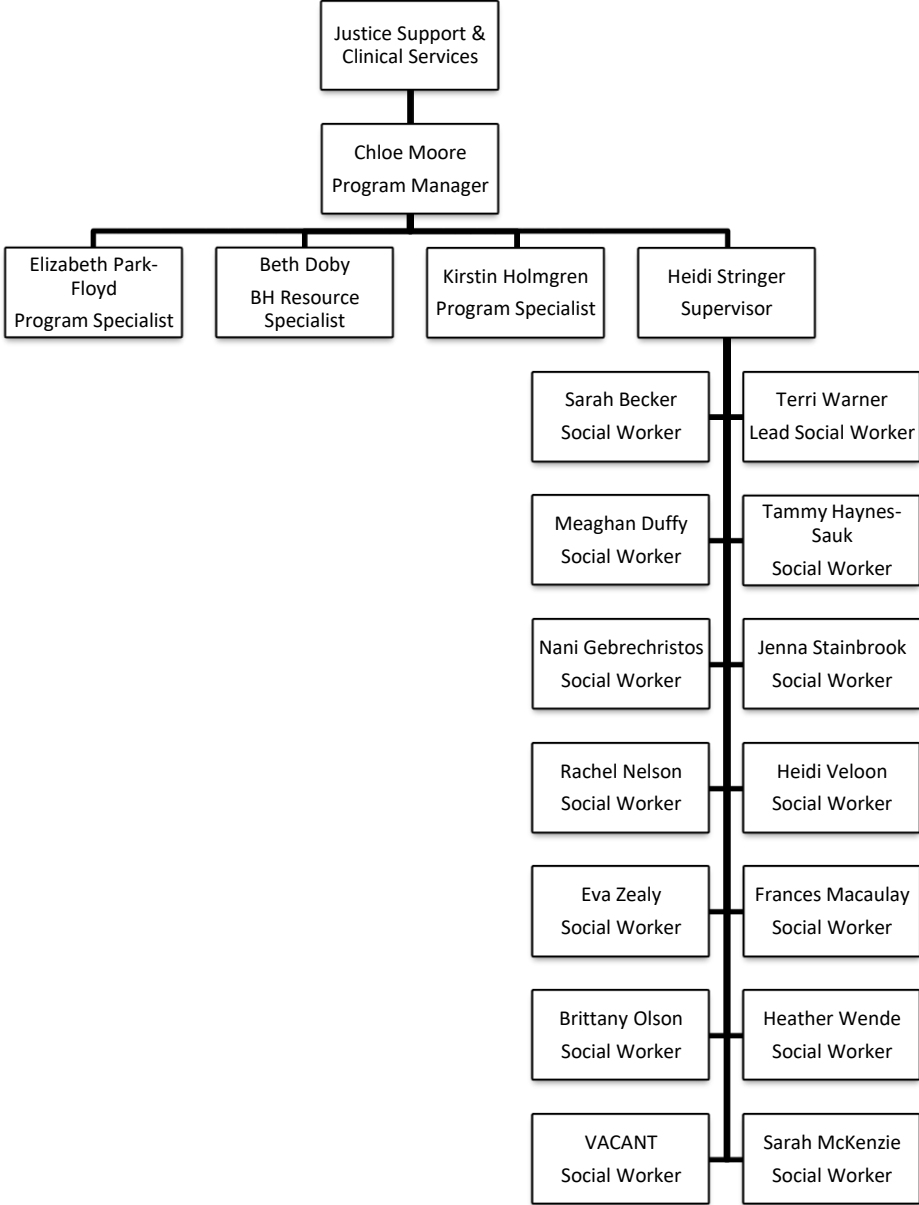 Justice Support &
Clinical Services
Chloe Moore
Program Manager
Elizabeth Park-
Floyd
Program Specialist
Beth Doby
BH Resource
Specialist
Kirstin Holmgren
Program Specialist
Heidi Stringer
Supervisor
Sarah Becker
Social Worker
Terri Warner
Lead Social Worker
Meaghan Duffy
Social Worker
Tammy Haynes-
Sauk
Social Worker
Nani Gebrechristos
Social Worker
Jenna Stainbrook
Social Worker
Rachel Nelson
Social Worker
Heidi Veloon
Social Worker
Eva Zealy
Social Worker
Frances Macaulay
Social Worker
Brittany Olson
Social Worker
Heather Wende
Social Worker
VACANT
Social Worker
Sarah McKenzie
Social Worker